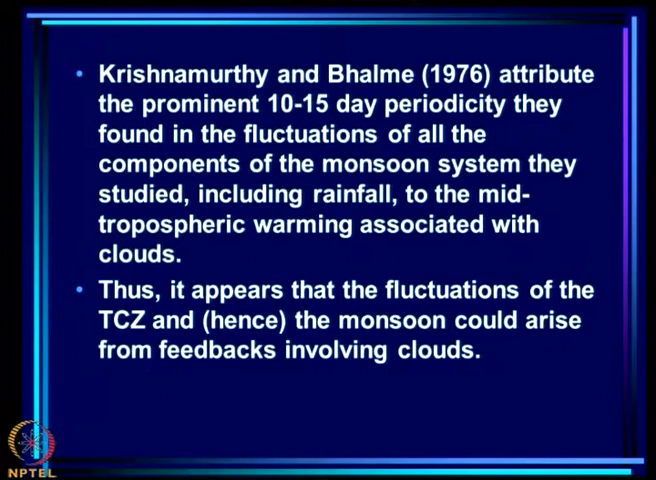 • Krishnamurthy and Bhalme (1976) attribute
the prominent 10-15 day periodicity they
found in the fluctuations of all the
components of the monsoon system they
studied, including rainfall, to the mid-
tropospheric warming associated with
clouds.
• Thus, it appears that the fluctuations of the
TCZ and (hence) the monsoon could arise
from feedbacks involving clouds.
NPTEL